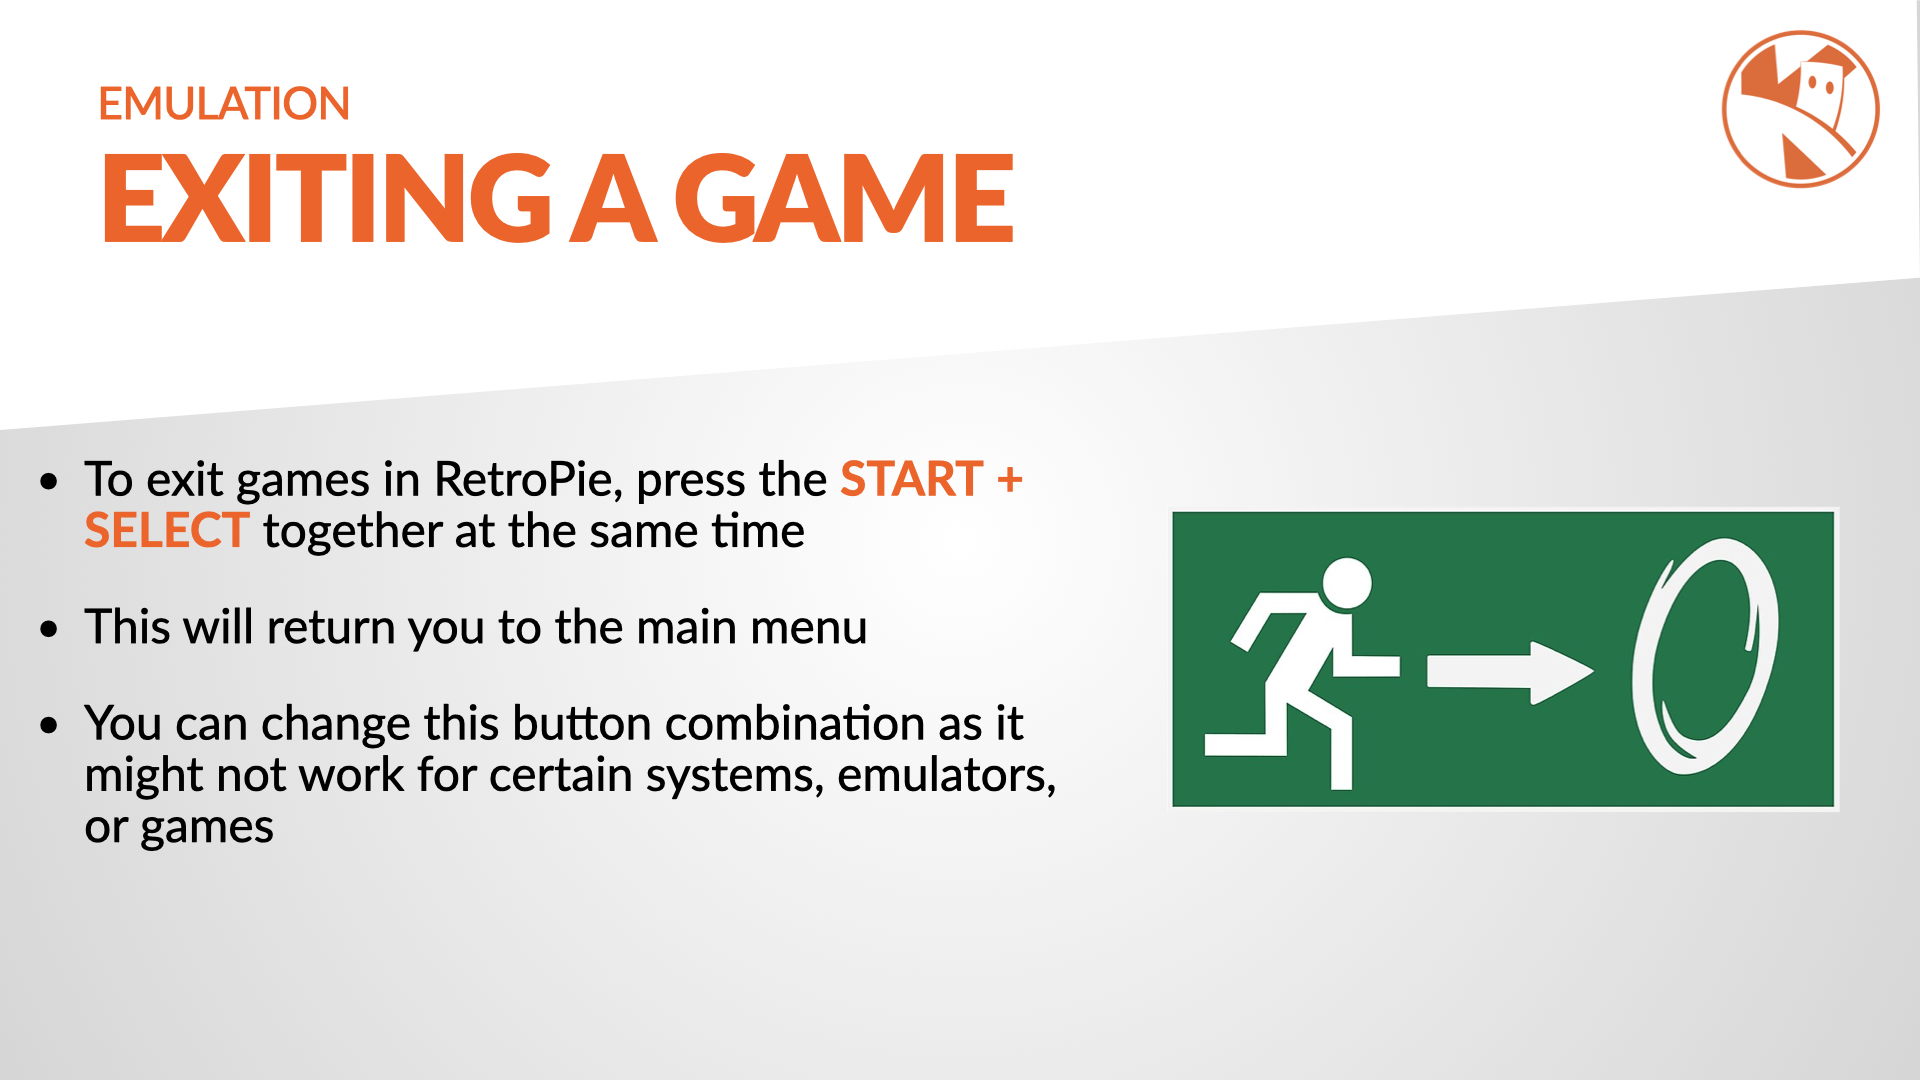 EMULATION
EXITING A GAME
• To exit games in RetroPie, press the START +
SELECT together at the same time
• This will return you to the main menu
• You can change this button combination as it
might not work for certain systems, emulators,
or games